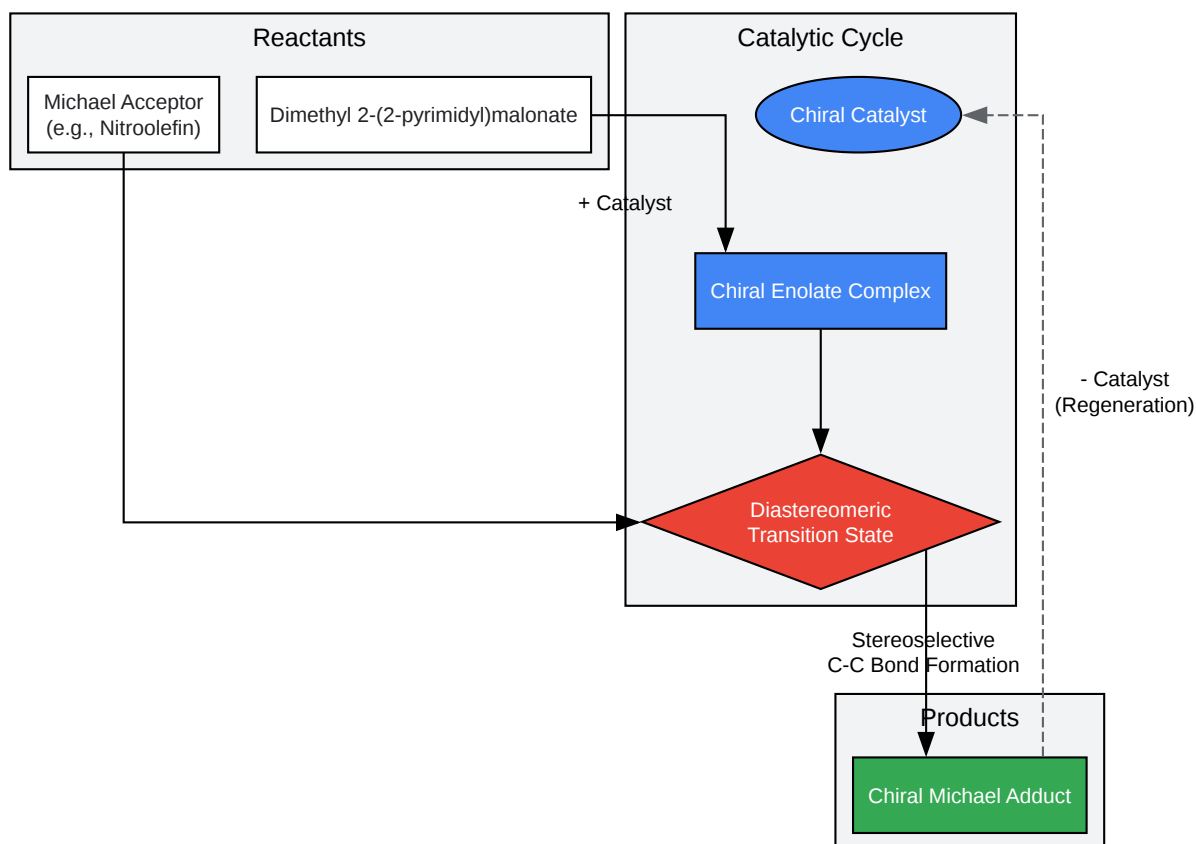 Reactants
Michael Acceptor
(e.g., Nitroolefin)
Dimethyl 2-(2-pyrimidyl)malonate
Catalytic Cycle
Chiral Catalyst
+ Catalyst
Chiral Enolate Complex
- Catalyst
(Regeneration)
Diastereomeric
Transition State
Stereoselective
C-C Bond Formation
Products
Chiral Michael Adduct